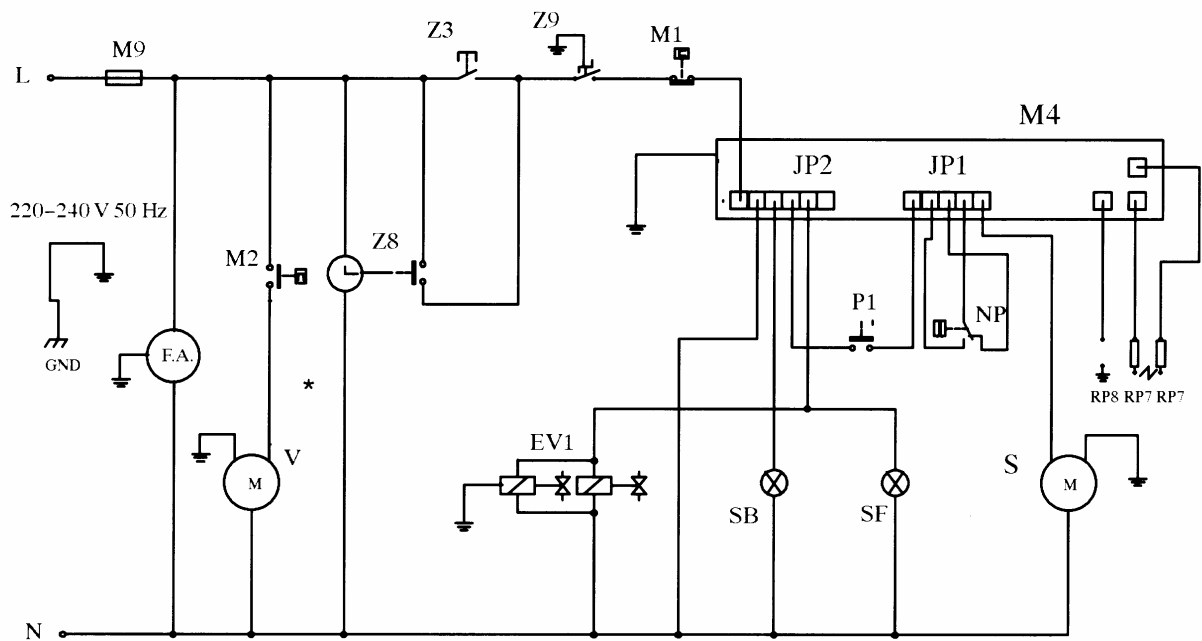 Z3
Z9
M1
M9
L
M4
JP2
JP1
220–240 V 50 Hz
M2
Z8
P1
NP
GND
F.A.
*
RP8
RP7
RP7
EV1
V
S
M
M
SB
SF
N